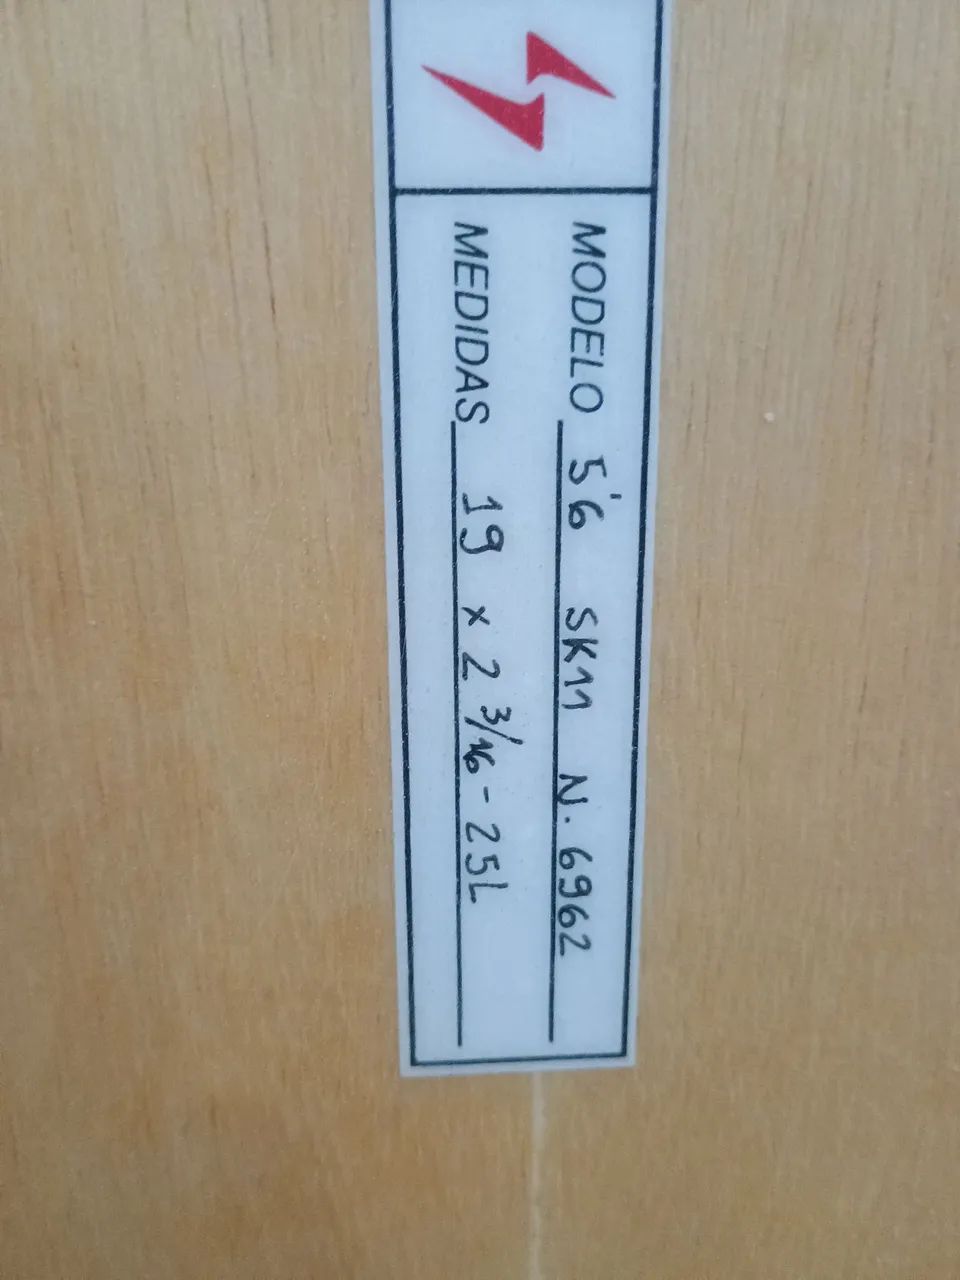 MODELO 5'6 SK11 N. 6962
MEDIDAS 19 x 2 3/16 - 25L